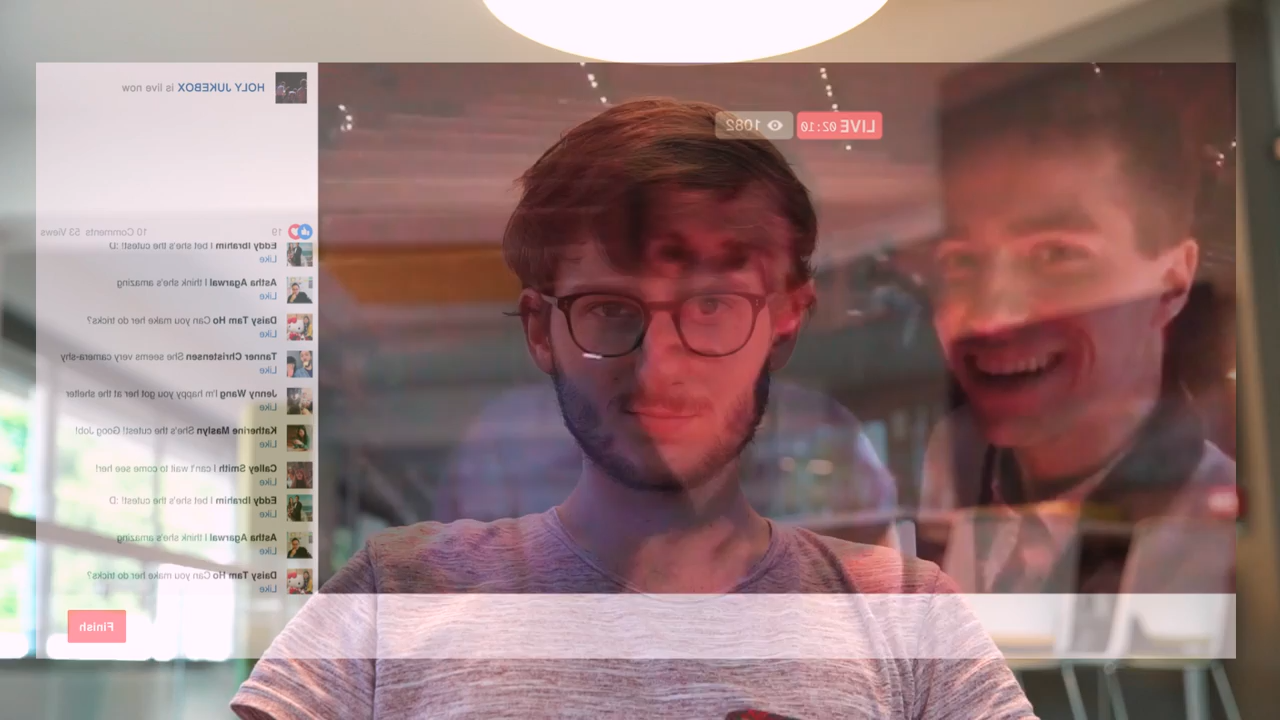 HOLY JUKEBOX is live now
LIVE 02:10 1082
19 10 Comments 53 Views
Eddy Ibrahim I bet she's the cutest! :D
Like
Astha Agarwal I think she's amazing
Like
Daisy Tam Ho Can you make her do tricks?
Like
Tanner Christensen She seems very camera-shy
Like
Jenny Wang I'm happy you got her at the shelter
Like
Katherine Maslyn She's the cutest! Goog Job!
Like
Calley Smith I can't wait to come see her!
Like
Eddy Ibrahim I bet she's the cutest! :D
Like
Astha Agarwal I think she's amazing
Like
Daisy Tam Ho Can you make her do tricks?
Like
Finish